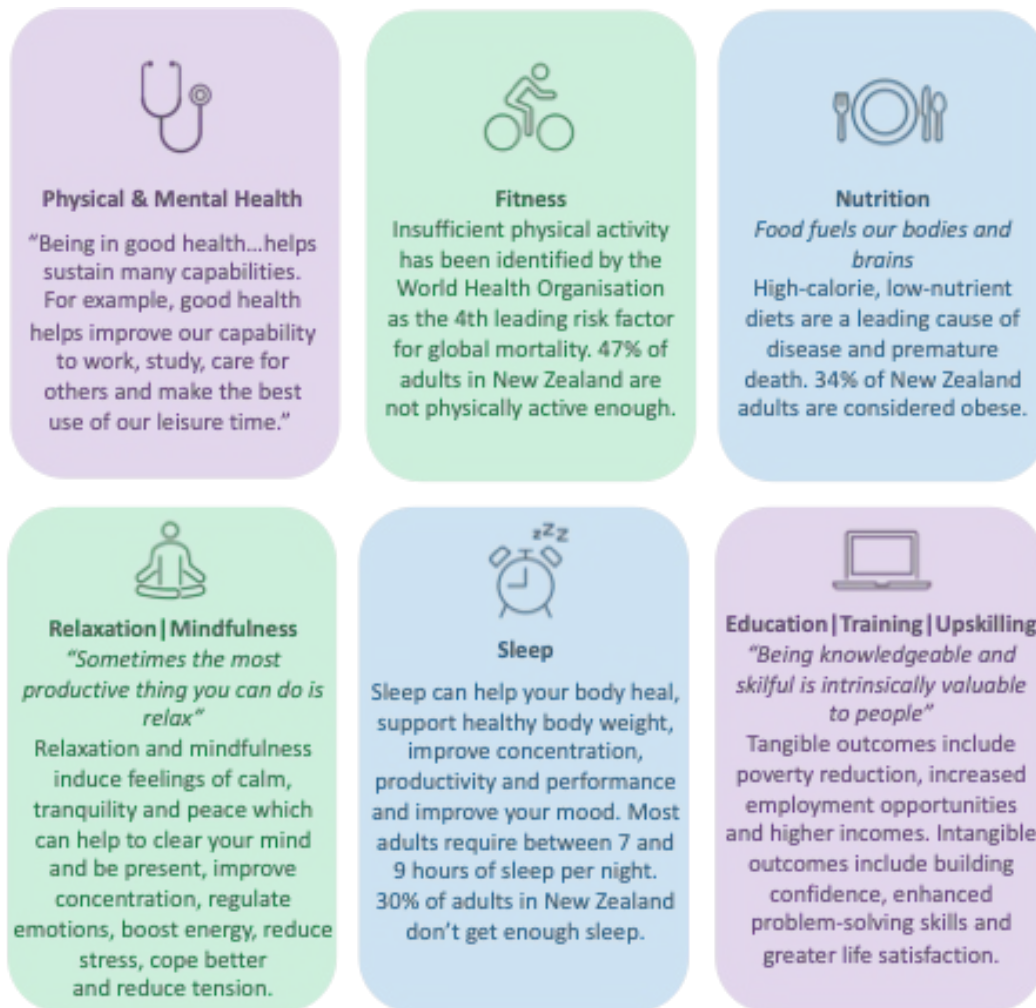 Physical & Mental Health
“Being in good health...helps
sustain many capabilities.
For example, good health
helps improve our capability
to work, study, care for
others and make the best
use of our leisure time.”
Fitness
Insufficient physical activity
has been identified by the
World Health Organisation
as the 4th leading risk factor
for global mortality. 47% of
adults in New Zealand are
not physically active enough.
Nutrition
Food fuels our bodies and
brains
High-calorie, low-nutrient
diets are a leading cause of
disease and premature
death. 34% of New Zealand
adults are considered obese.
Relaxation|Mindfulness
“Sometimes the most
productive thing you can do is
relax”
Relaxation and mindfulness
induce feelings of calm,
tranquility and peace which
can help to clear your mind
and be present, improve
concentration, regulate
emotions, boost energy, reduce
stress, cope better
and reduce tension.
zZZ
Sleep
Sleep can help your body heal,
support healthy body weight,
improve concentration,
productivity and performance
and improve your mood. Most
adults require between 7 and
9 hours of sleep per night.
30% of adults in New Zealand
don’t get enough sleep.
Education|Training|Upskilling
“Being knowledgeable and
skilful is intrinsically valuable
to people”
Tangible outcomes include
poverty reduction, increased
employment opportunities
and higher incomes. Intangible
outcomes include building
confidence, enhanced
problem-solving skills and
greater life satisfaction.